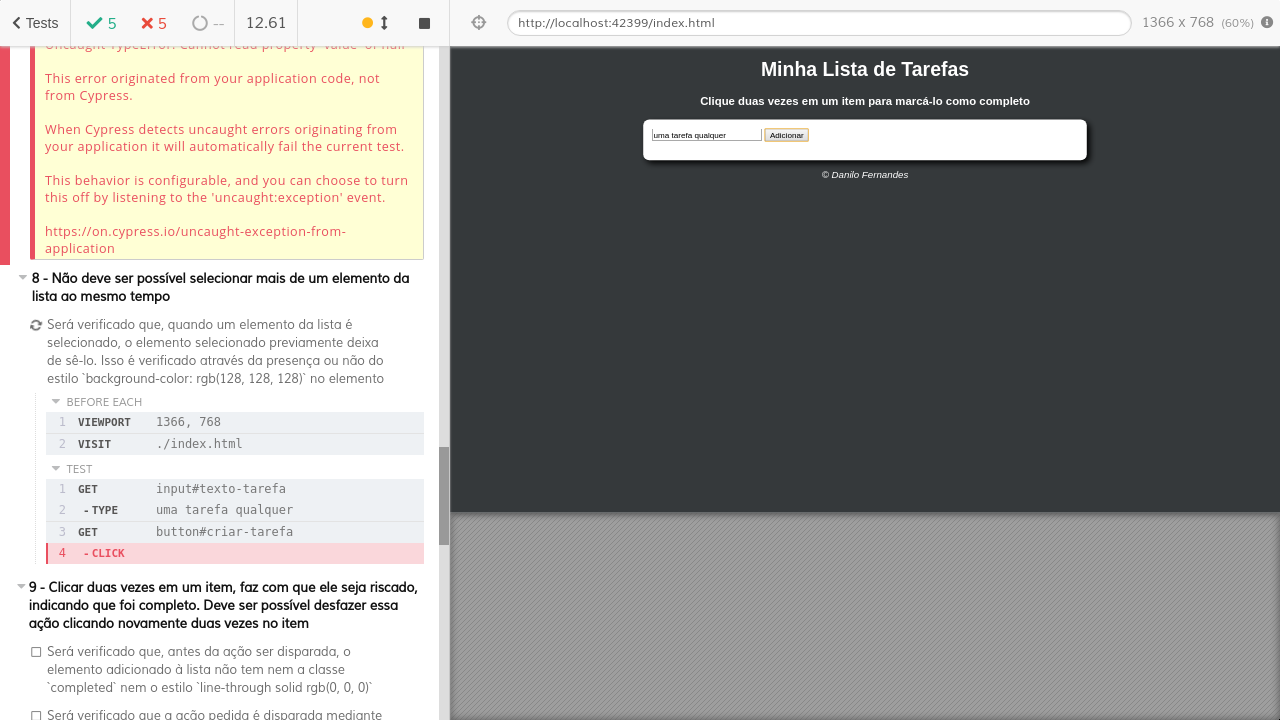 Tests 5 5 -- 12.61
Uncaught TypeError: Cannot read property 'value' of null
This error originated from your application code, not
from Cypress.
When Cypress detects uncaught errors originating from
your application it will automatically fail the current test.
This behavior is configurable, and you can choose to turn
this off by listening to the 'uncaught:exception' event.
https://on.cypress.io/uncaught-exception-from-
application
8 - Não deve ser possível selecionar mais de um elemento da
lista ao mesmo tempo
Será verificado que, quando um elemento da lista é
selecionado, o elemento selecionado previamente deixa
de sê-lo. Isso é verificado através da presença ou não do
estilo `background-color: rgb(128, 128, 128)` no elemento
BEFORE EACH
1 VIEWPORT 1366, 768
2 VISIT ./index.html
TEST
1 GET input#texto-tarefa
2 - TYPE uma tarefa qualquer
3 GET button#criar-tarefa
4 - CLICK
9 - Clicar duas vezes em um item, faz com que ele seja riscado,
indicando que foi completo. Deve ser possível desfazer essa
ação clicando novamente duas vezes no item
Será verificado que, antes da ação ser disparada, o
elemento adicionado à lista não tem nem a classe
`completed` nem o estilo `line-through solid rgb(0, 0, 0)`
Será verificado que a ação pedida é disparada mediante
http://localhost:42399/index.html 1366 x 768 (60%)
Minha Lista de Tarefas
Clique duas vezes em um item para marcá-lo como completo
uma tarefa qualquer Adicionar
© Danilo Fernandes